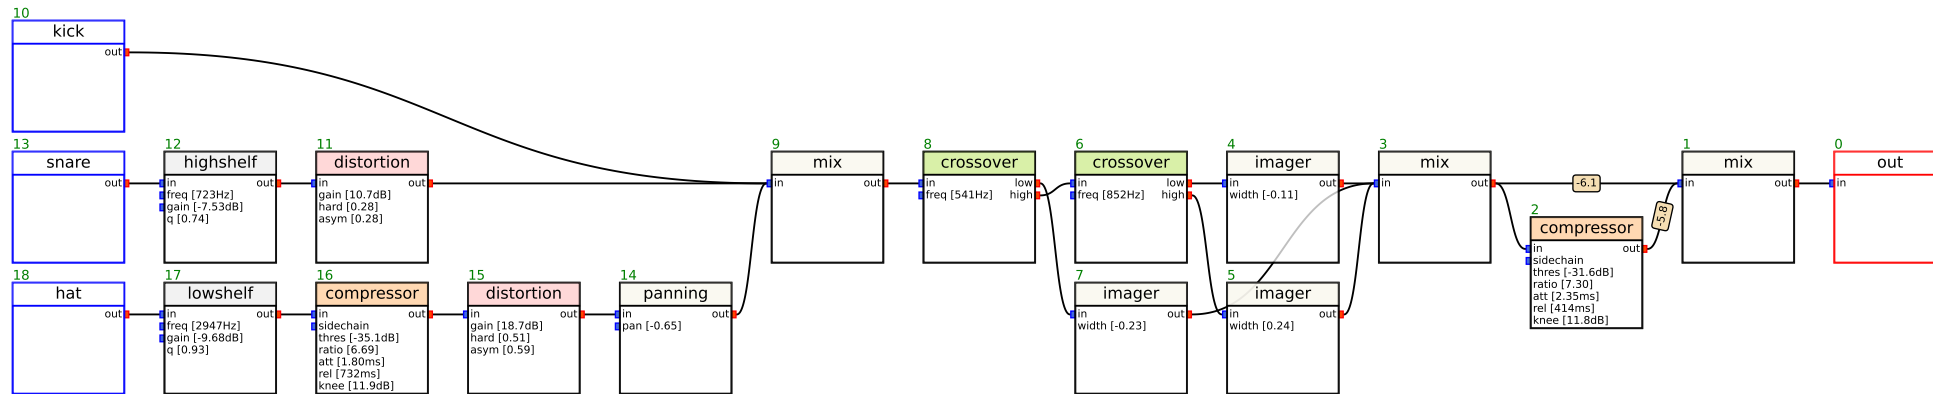 10
kick
out
13
snare
out
12
highshelf
in out
freq [723Hz]
gain [-7.53dB]
q [0.74]
11
distortion
in out
gain [10.7dB]
hard [0.28]
asym [0.28]
18
hat
out
17
lowshelf
in out
freq [2947Hz]
gain [-9.68dB]
q [0.93]
16
compressor
in out
sidechain
thres [-35.1dB]
ratio [6.69]
att [1.80ms]
rel [732ms]
knee [11.9dB]
15
distortion
in out
gain [18.7dB]
hard [0.51]
asym [0.59]
14
panning
in out
pan [-0.65]
9
mix
in out
8
crossover
in low
freq [541Hz] high
6
crossover
in low
freq [852Hz] high
7
imager
in out
width [-0.23]
4
imager
in out
width [-0.11]
5
imager
in out
width [0.24]
3
mix
in out
-6.1
2
compressor
in out
sidechain
thres [-31.6dB]
ratio [7.30]
att [2.35ms]
rel [414ms]
knee [11.8dB]
-5.8
1
mix
in out
0
out
in